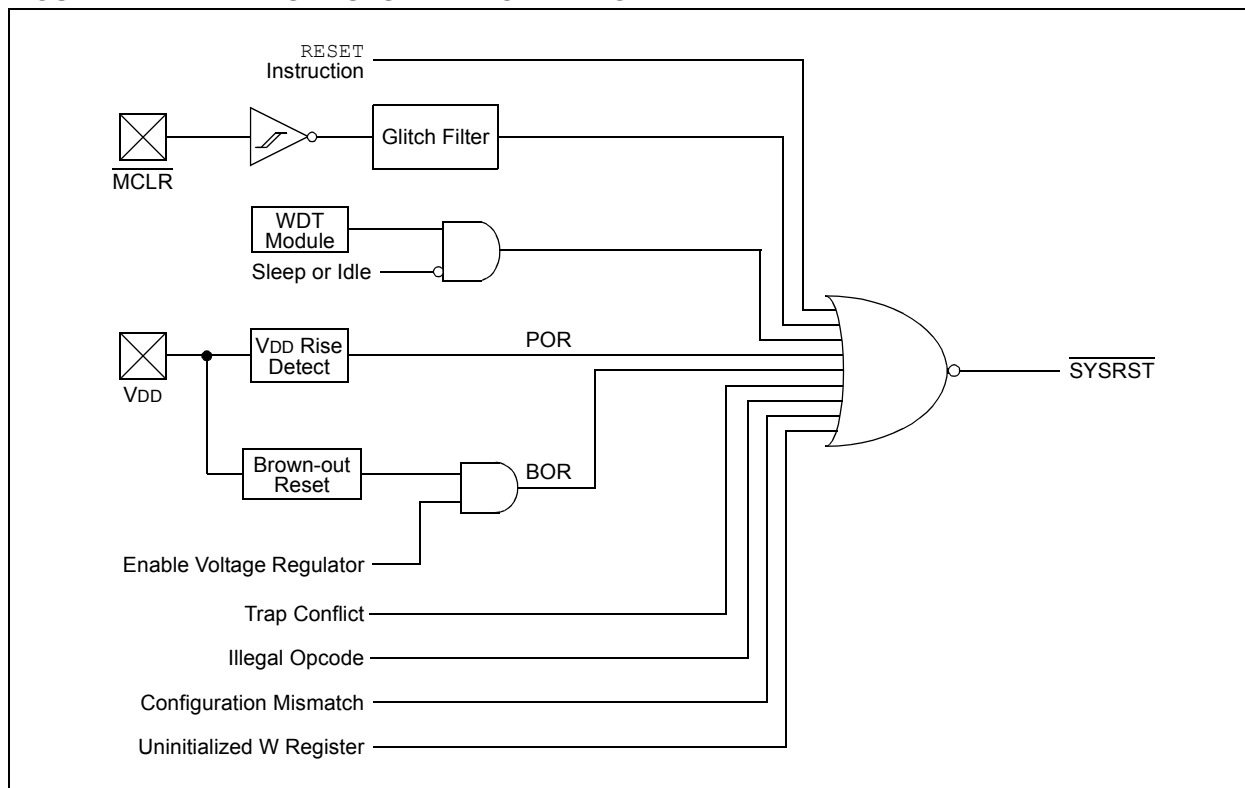 RESET
Instruction
Glitch Filter
MCLR
WDT
Module
Sleep or Idle
VDD Rise
Detect
POR
VDD
SYSRST
Brown-out
Reset
BOR
Enable Voltage Regulator
Trap Conflict
Illegal Opcode
Configuration Mismatch
Uninitialized W Register